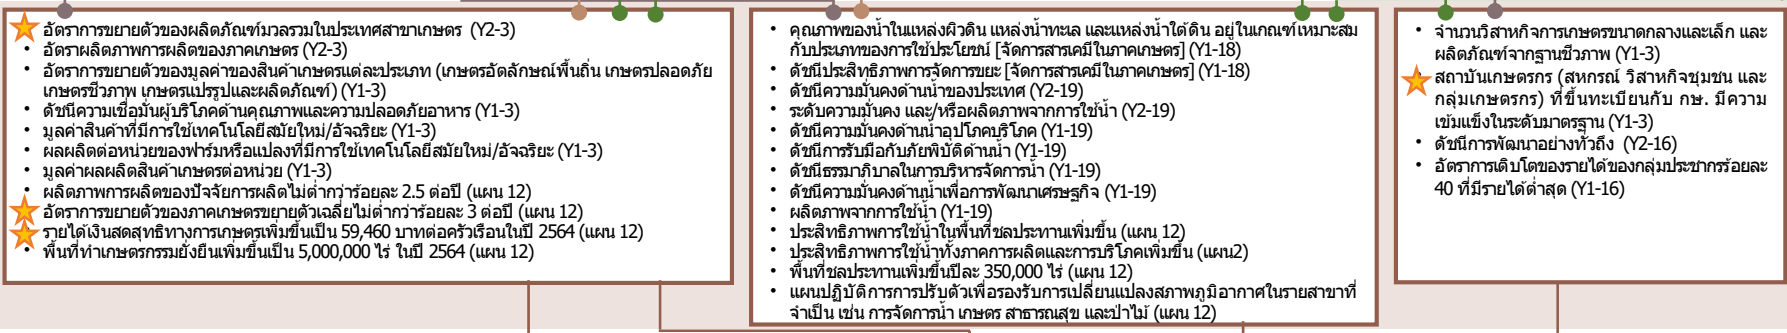 อัตราการขยายตัวของผลิตภัณฑ์มวลรวมในประเทศสาขาเกษตร (Y2-3)
• อัตราผลิตภาพการผลิตของภาคเกษตร (Y2-3)
• อัตราการขยายตัวของมูลค่าของสินค้าเกษตรแต่ละประเภท (เกษตรอัตลักษณ์พื้นถิ่น เกษตรปลอดภัย
เกษตรชีวภาพ เกษตรแปรรูปและผลิตภัณฑ์) (Y1-3)
• ดัชนีความเชื่อมั่นผู้บริโภคด้านคุณภาพและความปลอดภัยอาหาร (Y1-3)
• มูลค่าสินค้าที่มีการใช้เทคโนโลยีสมัยใหม่/อัจฉริยะ (Y1-3)
• ผลผลิตต่อหน่วยของฟาร์มหรือแปลงที่มีการใช้เทคโนโลยีสมัยใหม่/อัจฉริยะ (Y1-3)
• มูลค่าผลผลิตสินค้าเกษตรต่อหน่วย (Y1-3)
• ผลิตภาพการผลิตของปัจจัยการผลิตไม่ต่ำกว่าร้อยละ 2.5 ต่อปี (แผน 12)
อัตราการขยายตัวของภาคเกษตรขยายตัวเฉลี่ยไม่ต่ำกว่าร้อยละ 3 ต่อปี (แผน 12)
รายได้เงินสดสุทธิทางการเกษตรเพิ่มขึ้นเป็น 59,460 บาทต่อครัวเรือนในปี 2564 (แผน 12)
• พื้นที่ทำเกษตรกรรมยั่งยืนเพิ่มขึ้นเป็น 5,000,000 ไร่ ในปี 2564 (แผน 12)
• คุณภาพของน้ำในแหล่งผิวดิน แหล่งน้ำทะเล และแหล่งน้ำใต้ดิน อยู่ในเกณฑ์เหมาะสม
กับประเภทของการใช้ประโยชน์ [จัดการสารเคมีในภาคเกษตร] (Y1-18)
• ดัชนีประสิทธิภาพการจัดการขยะ [จัดการสารเคมีในภาคเกษตร] (Y1-18)
• ดัชนีความมั่นคงด้านน้ำของประเทศ (Y2-19)
• ระดับความมั่นคง และ/หรือผลิตภาพจากการใช้น้ำ (Y2-19)
• ดัชนีความมั่นคงด้านน้ำอุปโภคบริโภค (Y1-19)
• ดัชนีการรับมือกับภัยพิบัติด้านน้ำ (Y1-19)
• ดัชนีธรรมาภิบาลในการบริหารจัดการน้ำ (Y1-19)
• ดัชนีความมั่นคงด้านน้ำเพื่อการพัฒนาเศรษฐกิจ (Y1-19)
• ผลิตภาพจากการใช้น้ำ (Y1-19)
• ประสิทธิภาพการใช้น้ำในพื้นที่ชลประทานเพิ่มขึ้น (แผน 12)
• ประสิทธิภาพการใช้น้ำทั้งภาคการผลิตและการบริโภคเพิ่มขึ้น (แผน2)
• พื้นที่ชลประทานเพิ่มขึ้นปีละ 350,000 ไร่ (แผน 12)
• แผนปฏิบัติการการปรับตัวเพื่อรองรับการเปลี่ยนแปลงสภาพภูมิอากาศในรายสาขาที่
จำเป็น เช่น การจัดการน้ำ เกษตร สาธารณสุข และป่าไม้ (แผน 12)
• จำนวนวิสาหกิจการเกษตรขนาดกลางและเล็ก และ
ผลิตภัณฑ์จากฐานชีวภาพ (Y1-3)
สถาบันเกษตรกร (สหกรณ์ วิสาหกิจชุมชน และ
กลุ่มเกษตรกร) ที่ขึ้นทะเบียนกับ กษ. มีความ
เข้มแข็งในระดับมาตรฐาน (Y1-3)
• ดัชนีการพัฒนาอย่างทั่วถึง (Y2-16)
• อัตราการเติบโตของรายได้ของกลุ่มประชากรร้อยละ
40 ที่มีรายได้ต่ำสุด (Y1-16)